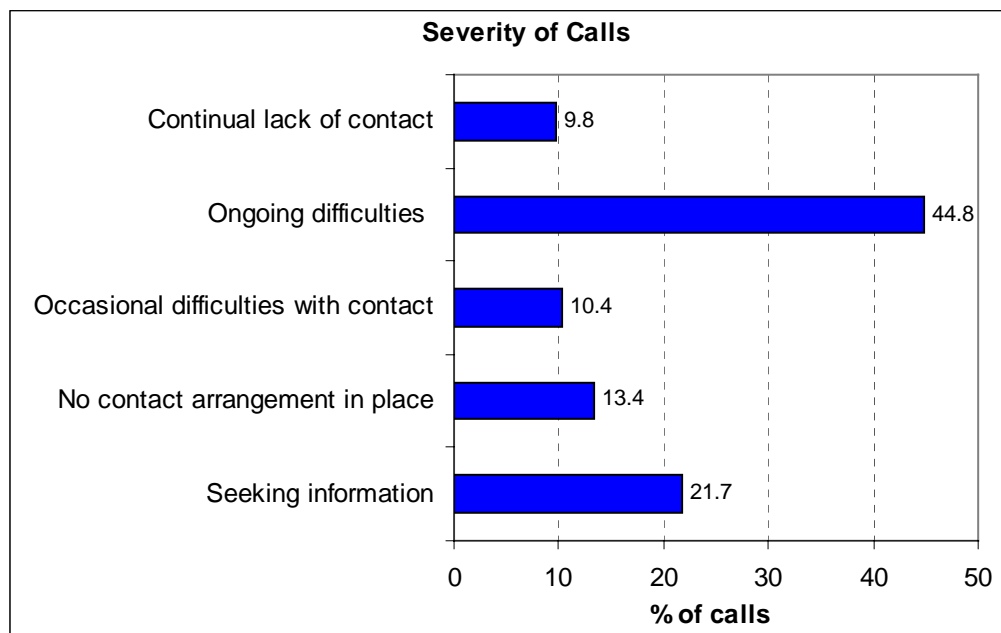 Severity of Calls
Continual lack of contact
9.8
Ongoing difficulties
44.8
Occasional difficulties with contact
10.4
No contact arrangement in place
13.4
Seeking information
21.7
0 10 20 30 40 50
% of calls